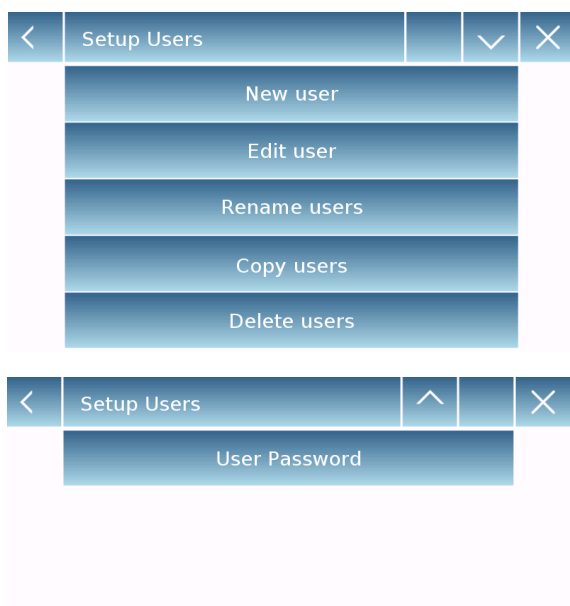 Setup Users
New user
Edit user
Rename users
Copy users
Delete users
Setup Users
User Password